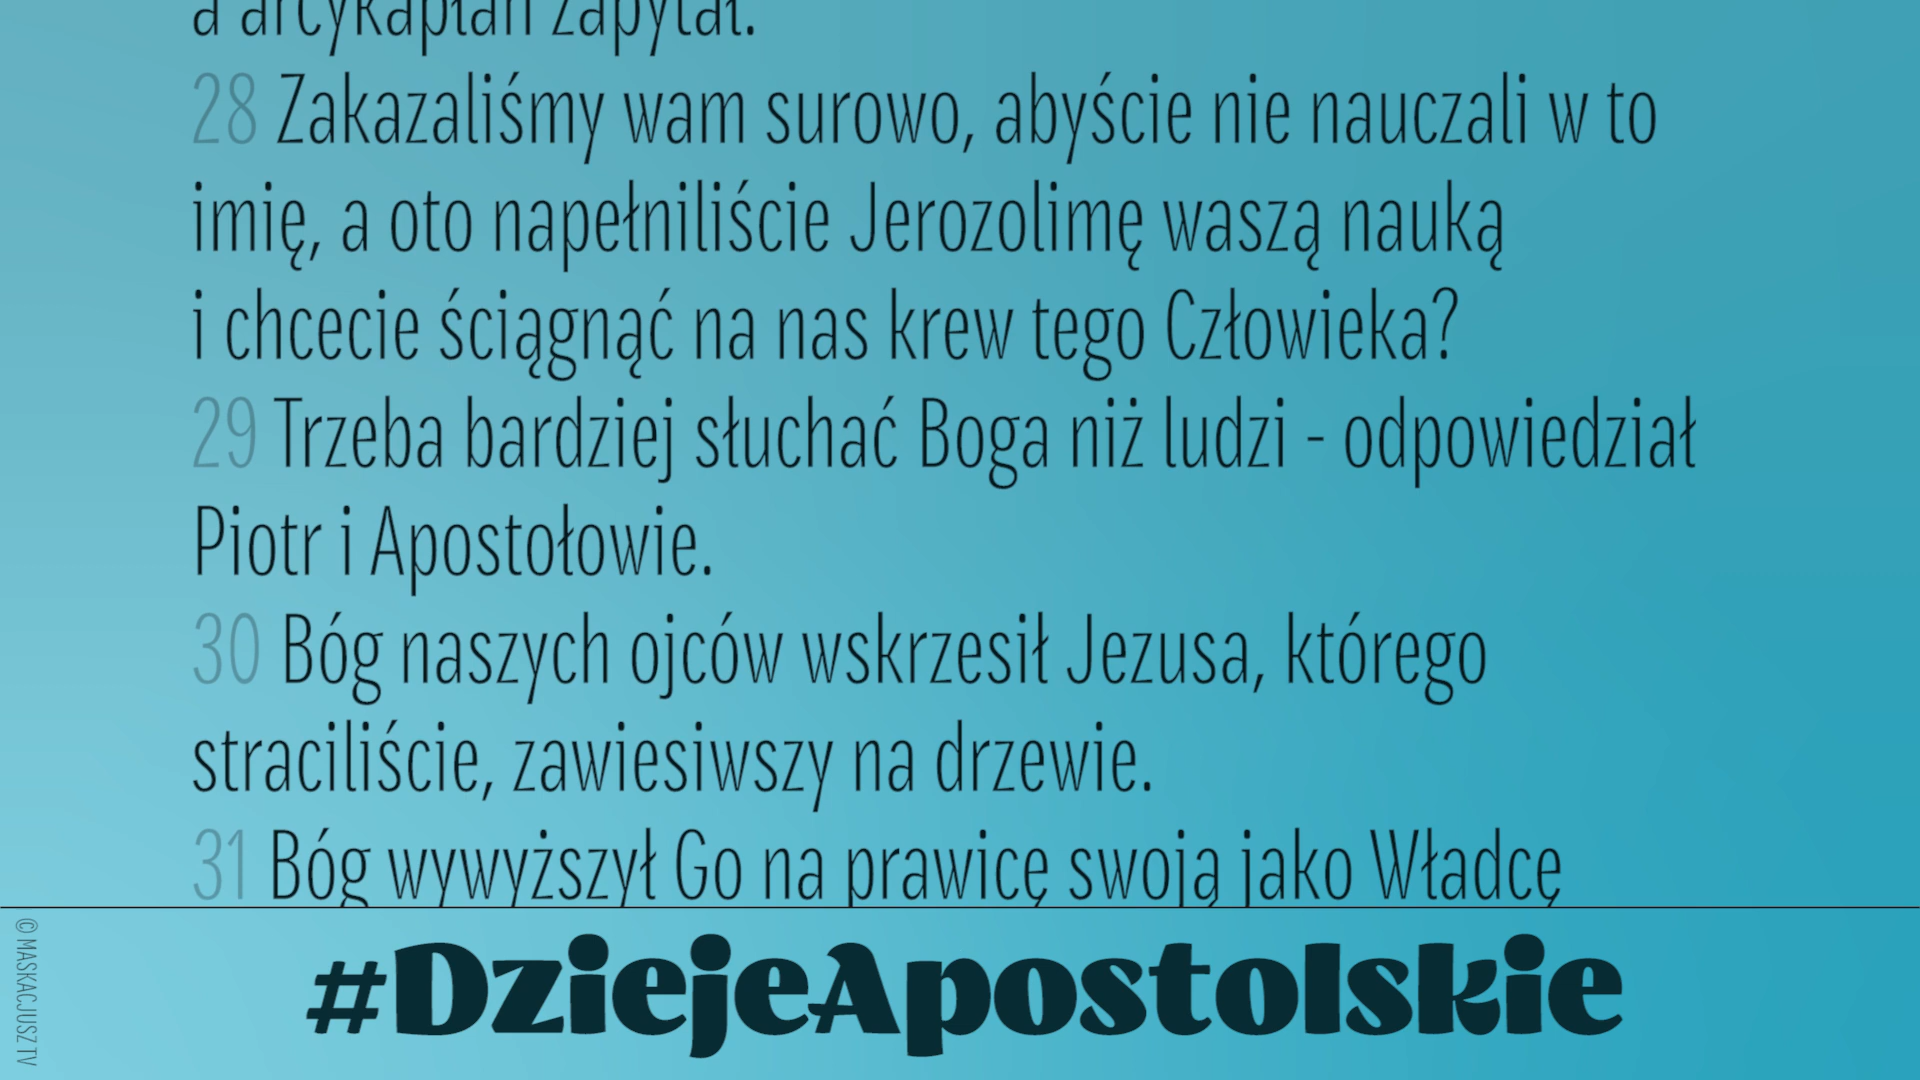 a arcykapłan zapytał:
28 Zakazaliśmy wam surowo, abyście nie nauczali w to
imię, a oto napełniliście Jerozolimę waszą nauką
i chcecie ściągnąć na nas krew tego Człowieka?
29 Trzeba bardziej słuchać Boga niż ludzi - odpowiedział
Piotr i Apostołowie.
30 Bóg naszych ojców wskrzesił Jezusa, którego
straciliście, zawiesiwszy na drzewie.
31 Bóg wywyższył Go na prawicę swoją jako Władcę
#DziejeApostolskie
© MASKACJUSZ TV